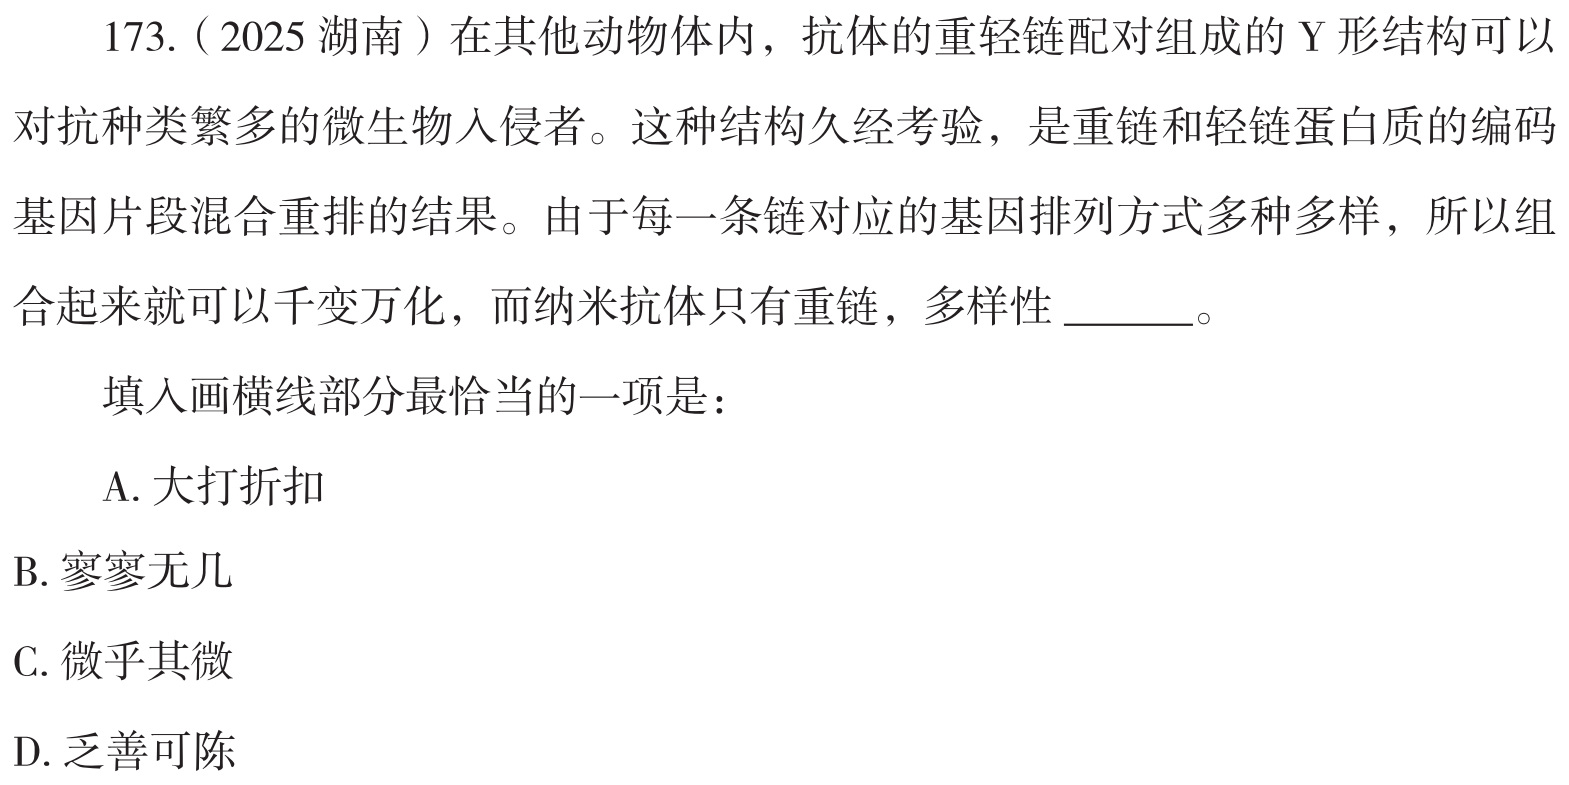 173.（2025 湖南）在其他动物体内，抗体的重轻链配对组成的 Y 形结构可以
对抗种类繁多的微生物入侵者。这种结构久经考验，是重链和轻链蛋白质的编码
基因片段混合重排的结果。由于每一条链对应的基因排列方式多种多样，所以组
合起来就可以千变万化，而纳米抗体只有重链，多样性 ______。
填入画横线部分最恰当的一项是：
A. 大打折扣
B. 寥寥无几
C. 微乎其微
D. 乏善可陈